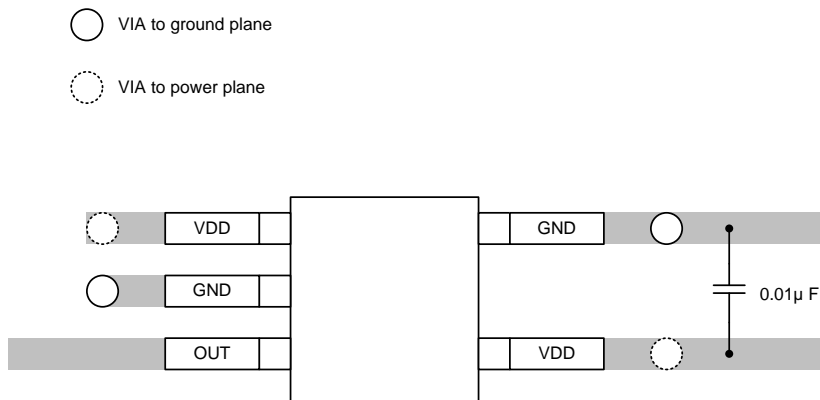 VIA to ground plane
VIA to power plane
VDD
GND
GND
0.01µ F
OUT
VDD